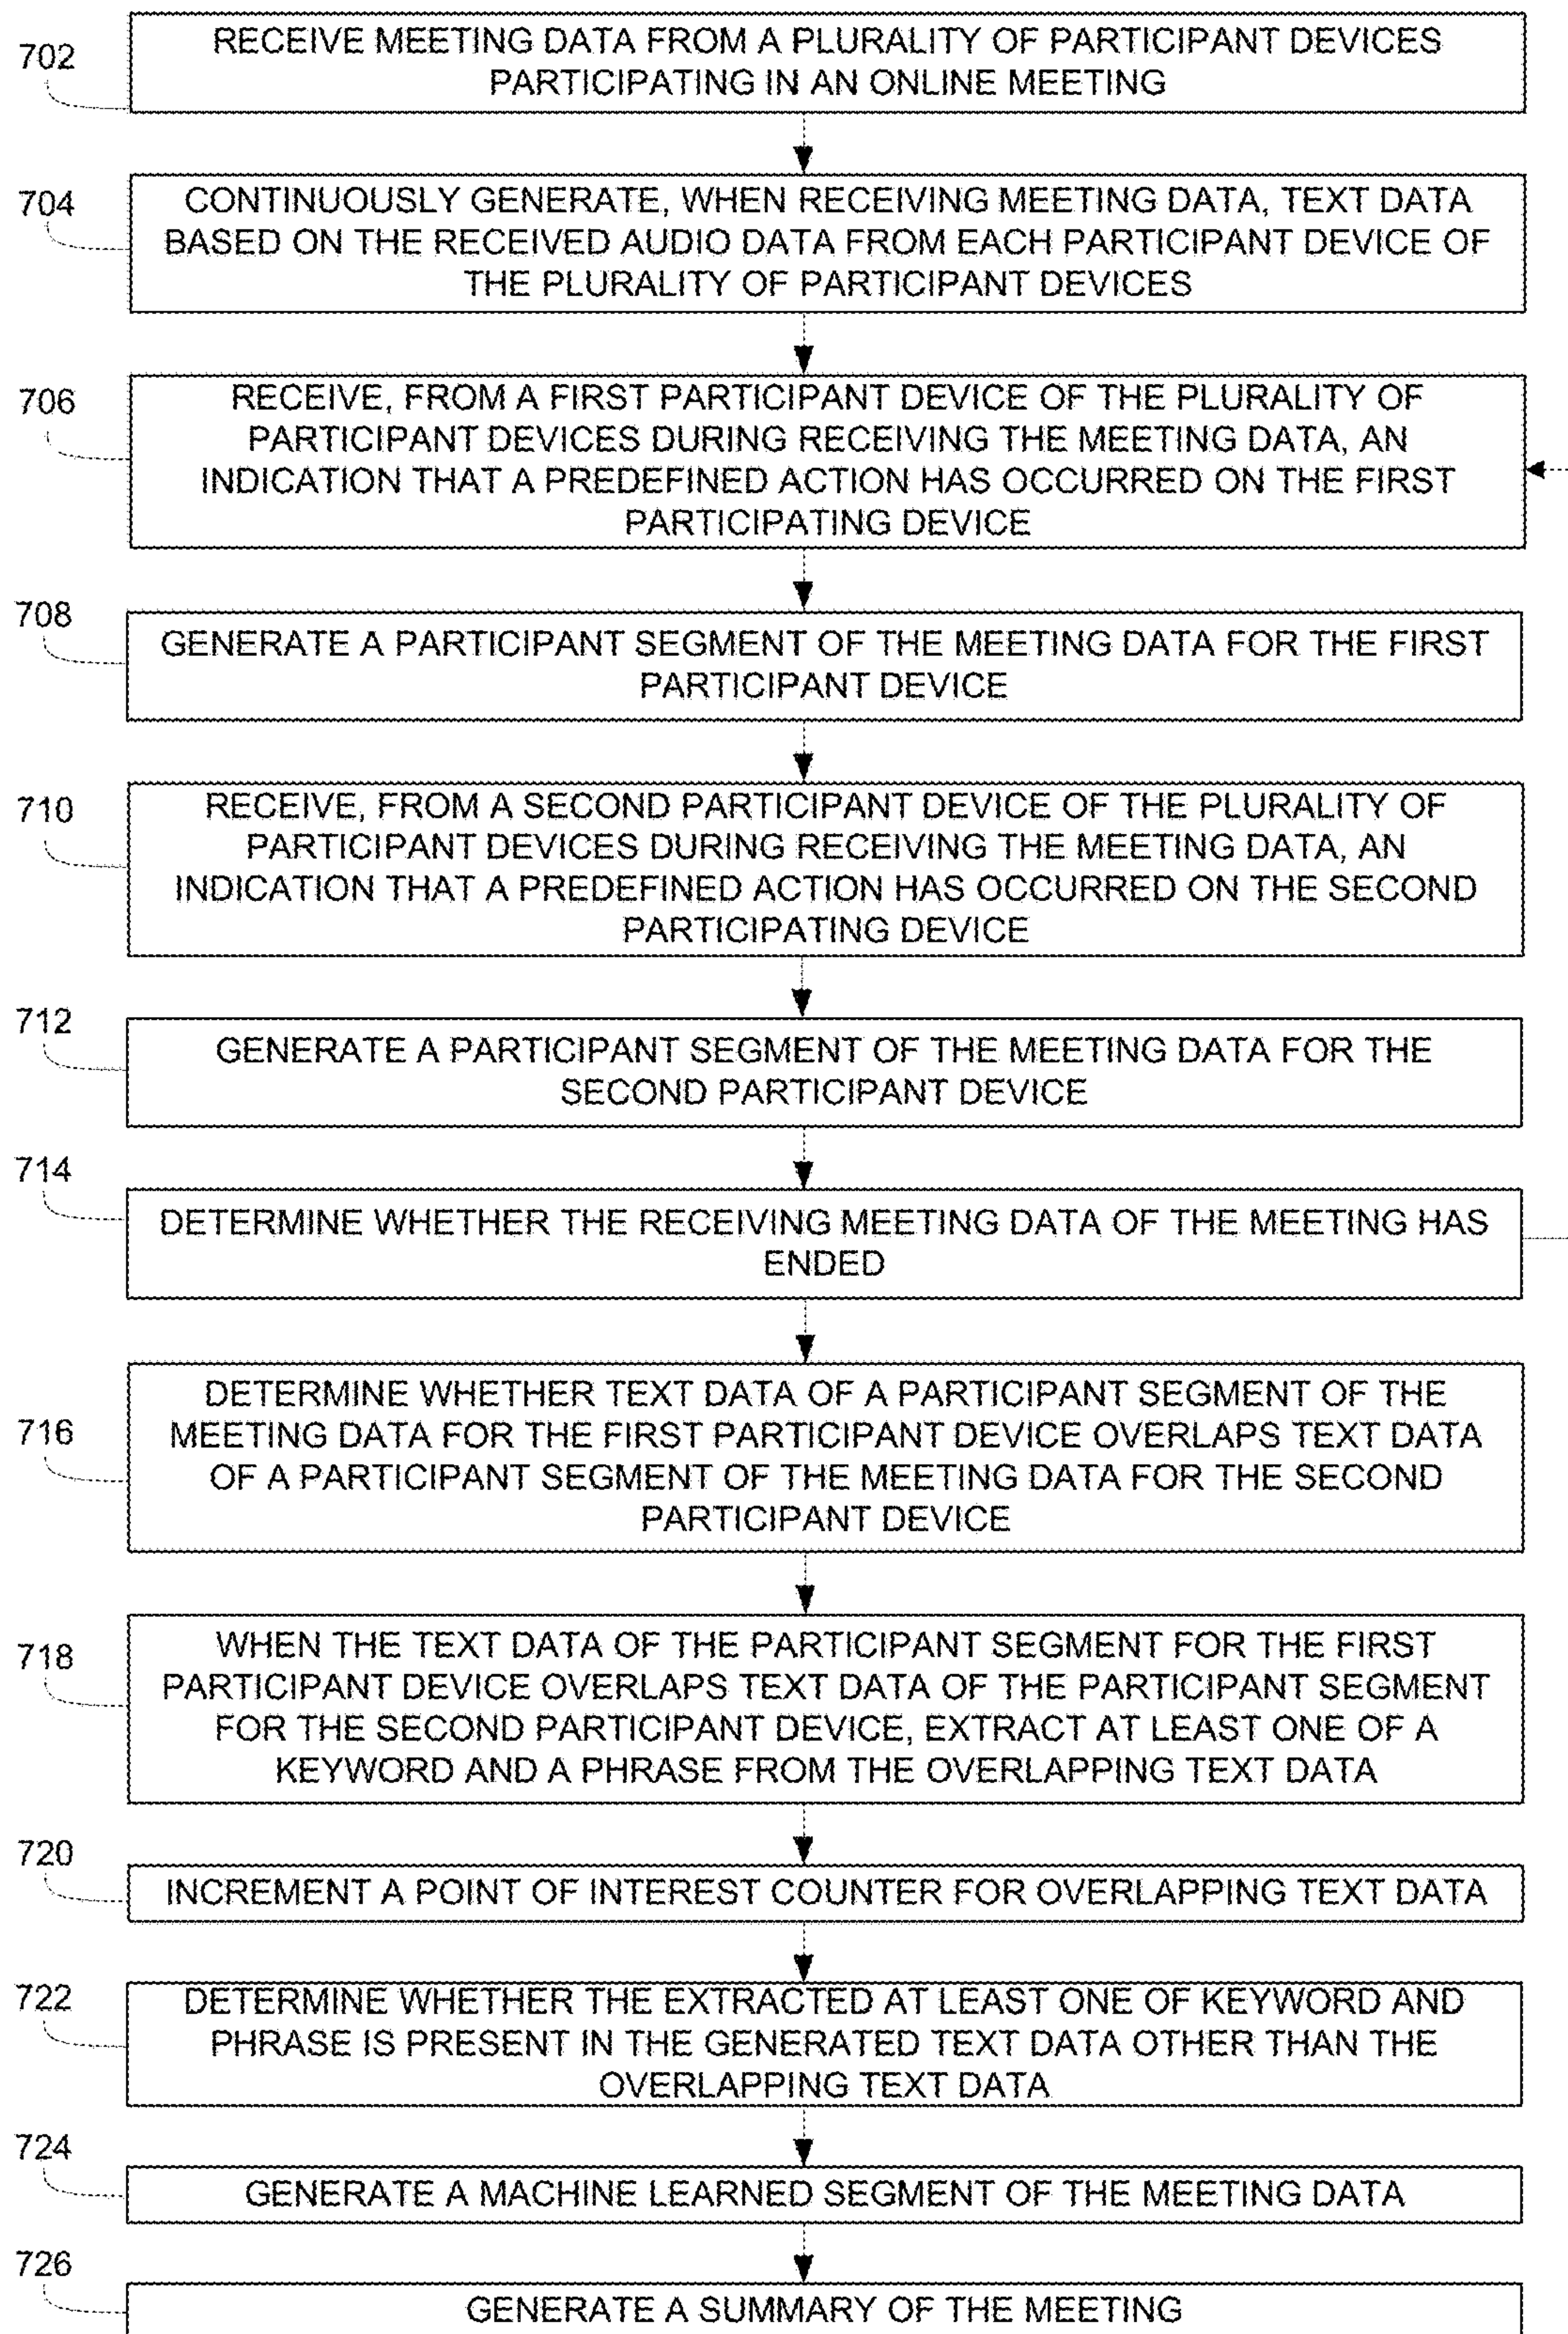 702
RECEIVE MEETING DATA FROM A PLURALITY OF PARTICIPANT DEVICES
PARTICIPATING IN AN ONLINE MEETING
704
CONTINUOUSLY GENERATE, WHEN RECEIVING MEETING DATA, TEXT DATA
BASED ON THE RECEIVED AUDIO DATA FROM EACH PARTICIPANT DEVICE OF
THE PLURALITY OF PARTICIPANT DEVICES
706
RECEIVE, FROM A FIRST PARTICIPANT DEVICE OF THE PLURALITY OF
PARTICIPANT DEVICES DURING RECEIVING THE MEETING DATA, AN
INDICATION THAT A PREDEFINED ACTION HAS OCCURRED ON THE FIRST
PARTICIPATING DEVICE
708
GENERATE A PARTICIPANT SEGMENT OF THE MEETING DATA FOR THE FIRST
PARTICIPANT DEVICE
710
RECEIVE, FROM A SECOND PARTICIPANT DEVICE OF THE PLURALITY OF
PARTICIPANT DEVICES DURING RECEIVING THE MEETING DATA, AN
INDICATION THAT A PREDEFINED ACTION HAS OCCURRED ON THE SECOND
PARTICIPATING DEVICE
712
GENERATE A PARTICIPANT SEGMENT OF THE MEETING DATA FOR THE
SECOND PARTICIPANT DEVICE
714
DETERMINE WHETHER THE RECEIVING MEETING DATA OF THE MEETING HAS
ENDED
716
DETERMINE WHETHER TEXT DATA OF A PARTICIPANT SEGMENT OF THE
MEETING DATA FOR THE FIRST PARTICIPANT DEVICE OVERLAPS TEXT DATA
OF A PARTICIPANT SEGMENT OF THE MEETING DATA FOR THE SECOND
PARTICIPANT DEVICE
718
WHEN THE TEXT DATA OF THE PARTICIPANT SEGMENT FOR THE FIRST
PARTICIPANT DEVICE OVERLAPS TEXT DATA OF THE PARTICIPANT SEGMENT
FOR THE SECOND PARTICIPANT DEVICE, EXTRACT AT LEAST ONE OF A
KEYWORD AND A PHRASE FROM THE OVERLAPPING TEXT DATA
720
INCREMENT A POINT OF INTEREST COUNTER FOR OVERLAPPING TEXT DATA
722
DETERMINE WHETHER THE EXTRACTED AT LEAST ONE OF KEYWORD AND
PHRASE IS PRESENT IN THE GENERATED TEXT DATA OTHER THAN THE
OVERLAPPING TEXT DATA
724
GENERATE A MACHINE LEARNED SEGMENT OF THE MEETING DATA
726
GENERATE A SUMMARY OF THE MEETING